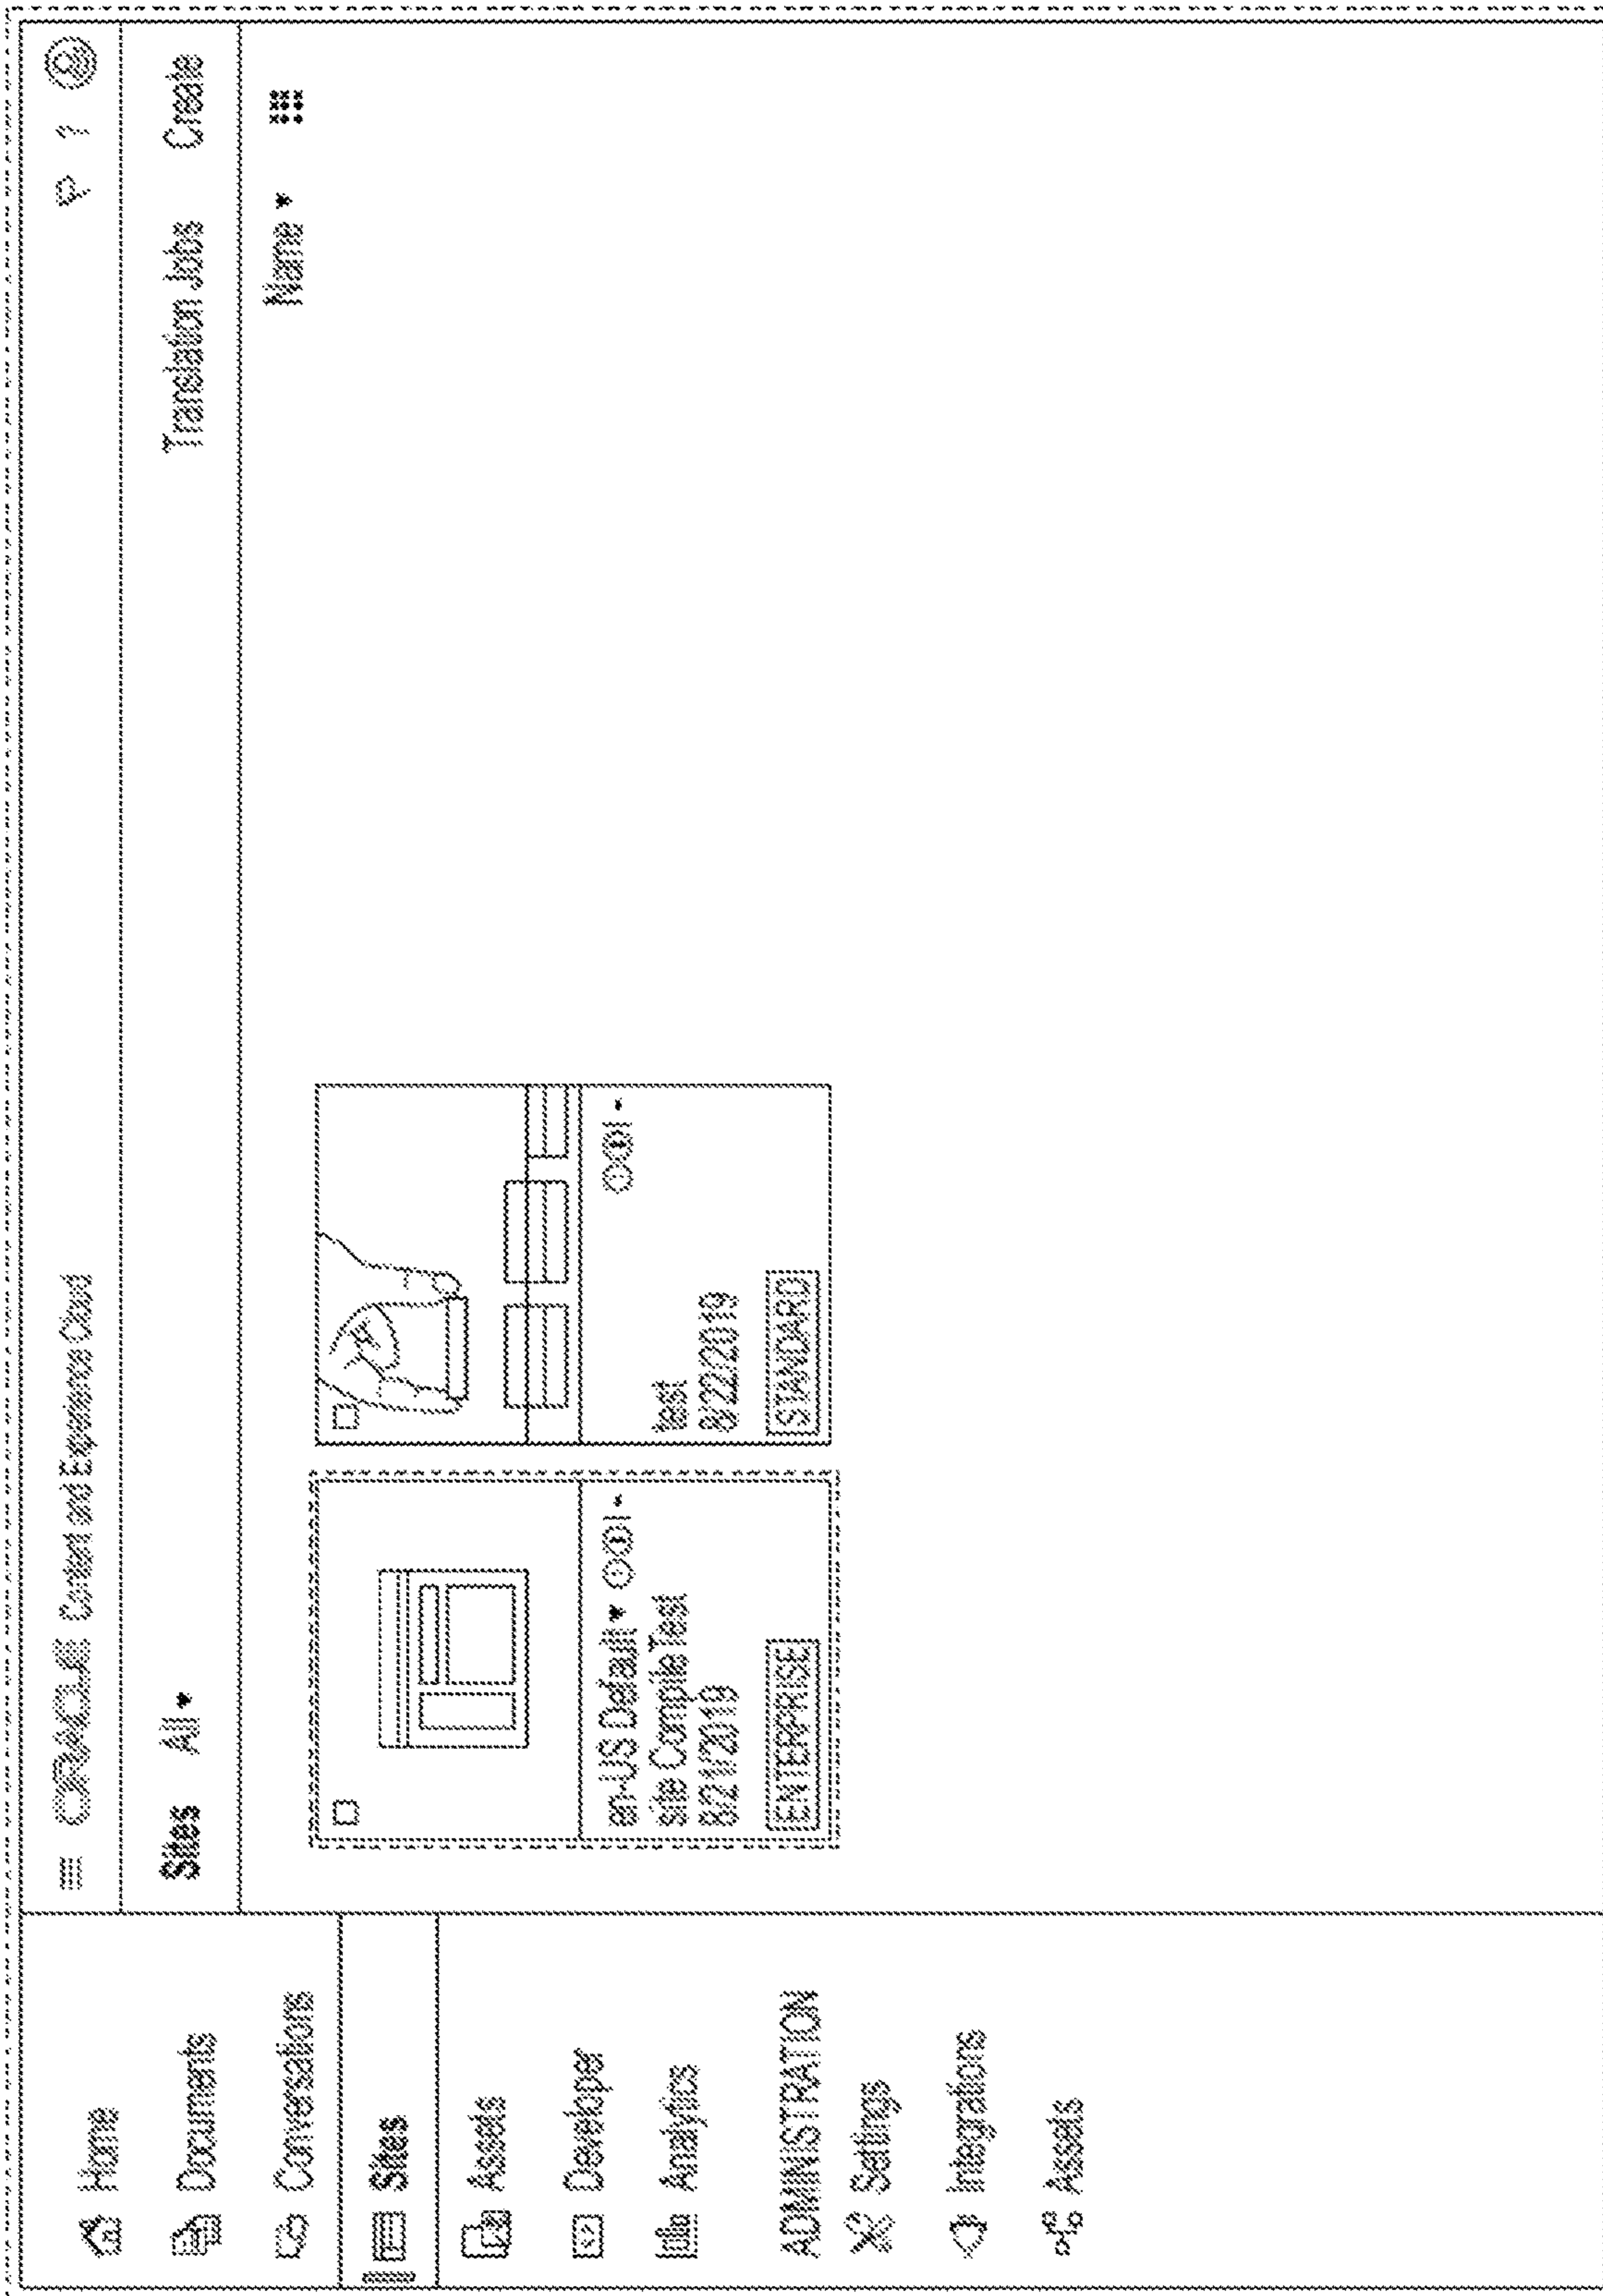 ORACLE Content and Experience Cloud
?
Sites All
Translation Jobs Create
Name
Home
Documents
Conversations
Sites
Assets
Developer
Analytics
ADMINISTRATION
Settings
Integrations
Assets
en-US Default
site Compile Test
8/21/2019
ENTERPRISE
test
8/22/2019
STANDARD